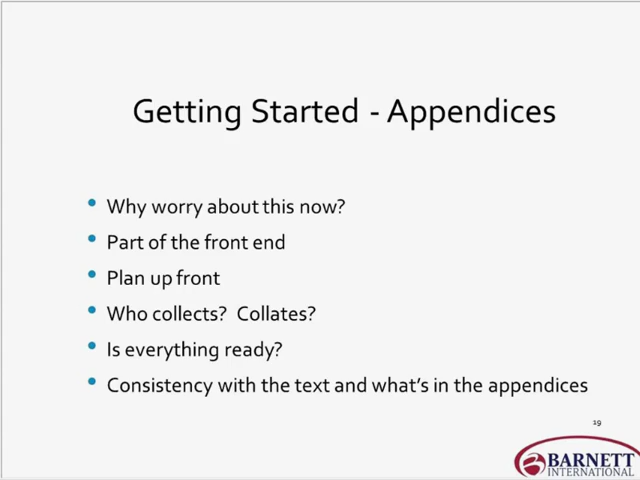 Getting Started - Appendices
• Why worry about this now?
• Part of the front end
• Plan up front
• Who collects?  Collates?
• Is everything ready?
• Consistency with the text and what's in the appendices
19
BARNETT
INTERNATIONAL